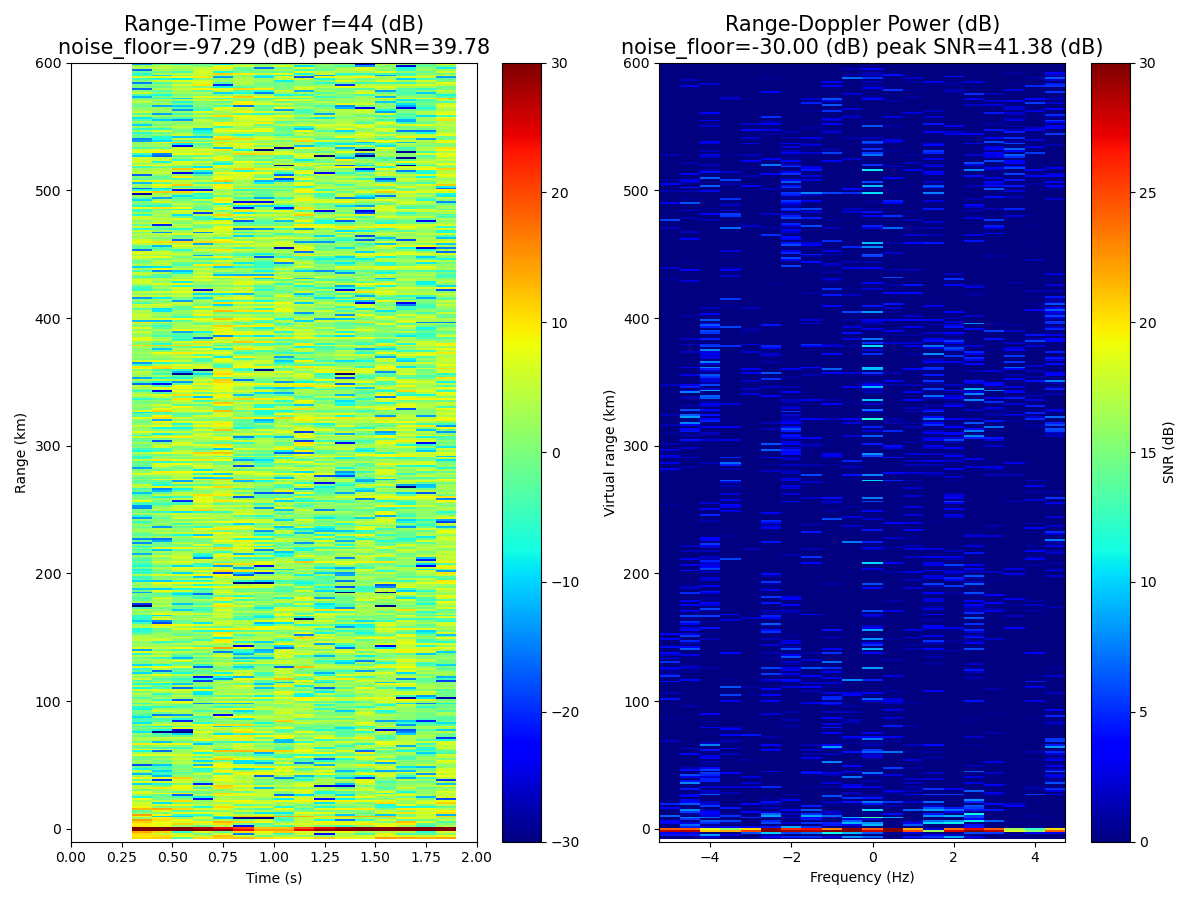 Range-Time Power f=44 (dB)
noise_floor=-97.29 (dB) peak SNR=39.78
Range-Doppler Power (dB)
noise_floor=-30.00 (dB) peak SNR=41.38 (dB)
600
500
400
300
200
100
0
Range (km)
0.00 0.25 0.50 0.75 1.00 1.25 1.50 1.75 2.00
Time (s)
30
20
10
0
−10
−20
−30
600
500
400
300
200
100
0
Virtual range (km)
−4 −2 0 2 4
Frequency (Hz)
30
25
20
15
10
5
0
SNR (dB)